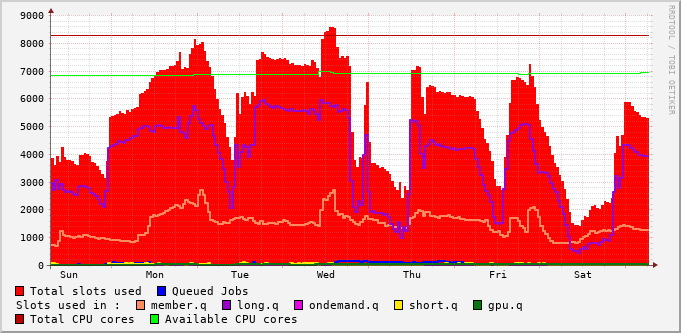 9000
8000
7000
6000
5000
4000
3000
2000
1000
0
Sun Mon Tue Wed Thu Fri Sat
RRDTOOL / TOBI OETIKER
Total slots used Queued Jobs
Slots used in : member.q long.q ondemand.q short.q gpu.q
Total CPU cores Available CPU cores